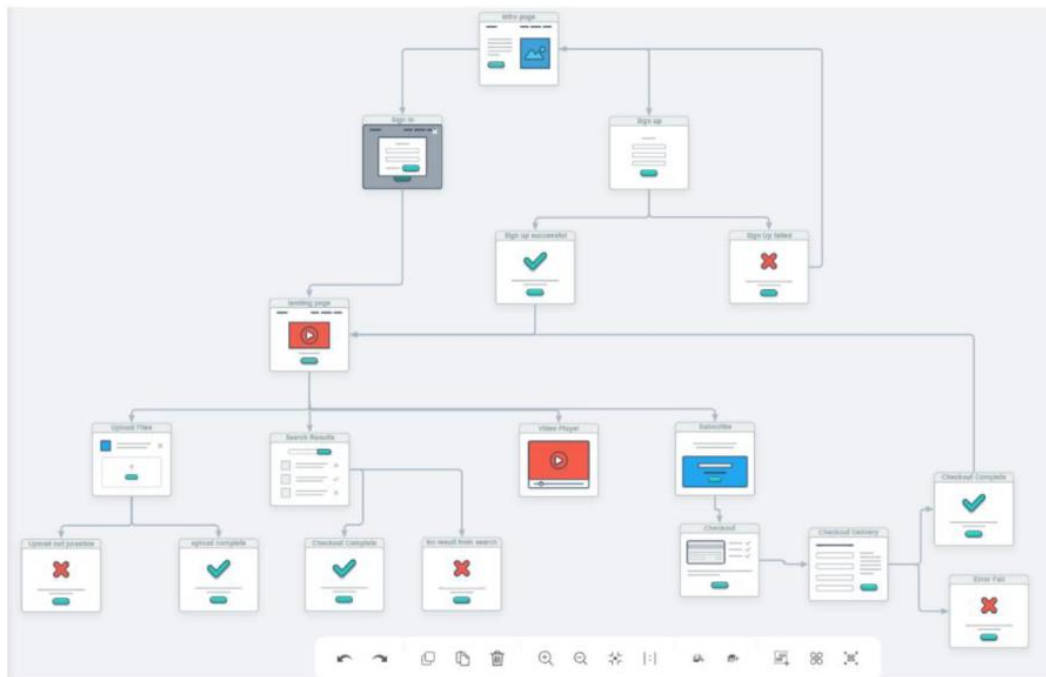 Intro page
Sign in
Sign up
Sign up successful
Sign Up failed
landing page
Upload Files
Search Results
Video Player
Subscribe
Checkout Complete
Upload not possible
upload complete
Checkout Complete
No result from search
Checkout
Checkout Delivery
Error Fail